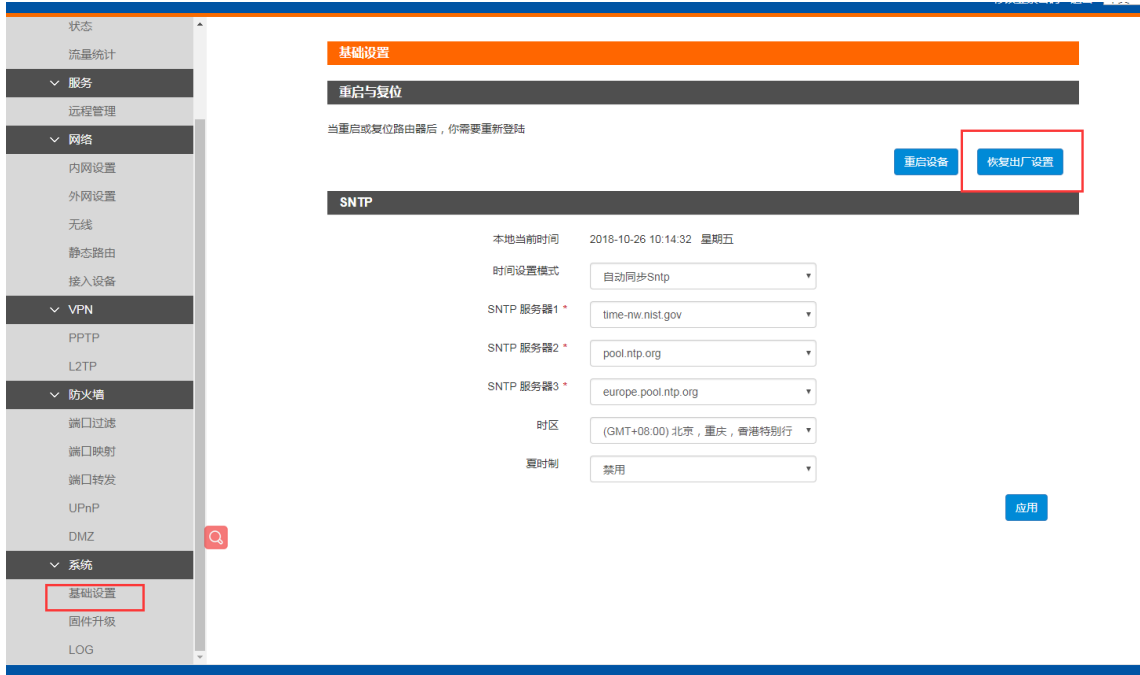 状态
流量统计
服务
远程管理
网络
内网设置
外网设置
无线
静态路由
接入设备
VPN
PPTP
L2TP
防火墙
端口过滤
端口映射
端口转发
UPnP
DMZ
系统
基础设置
固件升级
LOG
基础设置
重启与复位
当重启或复位路由器后，你需要重新登陆
重启设备 恢复出厂设置
SNTP
本地当前时间 2018-10-26 10:14:32 星期五
时间设置模式 自动同步Sntp
SNTP 服务器1 * time-nw.nist.gov
SNTP 服务器2 * pool.ntp.org
SNTP 服务器3 * europe.pool.ntp.org
时区 (GMT+08:00) 北京，重庆，香港特别行
夏时制 禁用
应用